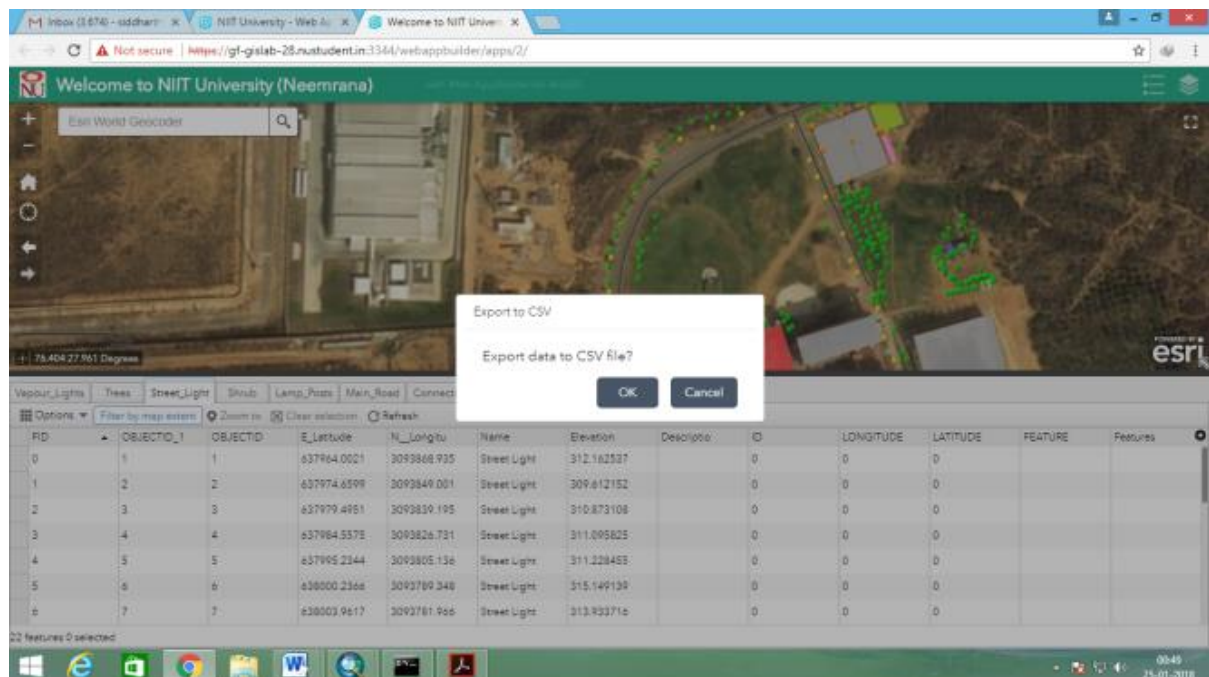 Inbox (3,674) - siddhart
NIIT University - Web A
Welcome to NIIT Univer
Not secure https://gf-gislab-28.nustudent.in:3344/webappbuilder/apps/2/
Welcome to NIIT University (Neemrana)
Esri World Geocoder
Export to CSV
Export data to CSV file?
OK Cancel
76.404 27.961 Degrees
POWERED BY
esri
Vapour_Lights Trees Street_Light Shrub Lamp_Posts Main_Road Connect
Options Filter by map extent Zoom to Clear selection Refresh
FID OBJECTID_1 OBJECTID E_Latitude N__Longitu Name Elevation Descriptio ID LONGITUDE LATITUDE FEATURE Features
0 1 1 637964.0021 3093868.935 Street Light 312.162537 0 0 0
1 2 2 637974.6599 3093849.001 Street Light 309.612152 0 0 0
2 3 3 637979.4951 3093839.195 Street Light 310.873108 0 0 0
3 4 4 637984.5575 3093826.731 Street Light 311.095825 0 0 0
4 5 5 637995.2344 3093805.136 Street Light 311.228455 0 0 0
5 6 6 638000.2366 3093789.348 Street Light 315.149139 0 0 0
6 7 7 638003.9617 3093781.966 Street Light 313.933716 0 0 0
22 features 0 selected
00:45
25-01-2018